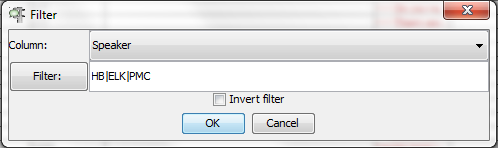 Filter
Column: Speaker
Filter: HB|ELK|PMC
Invert filter
OK Cancel